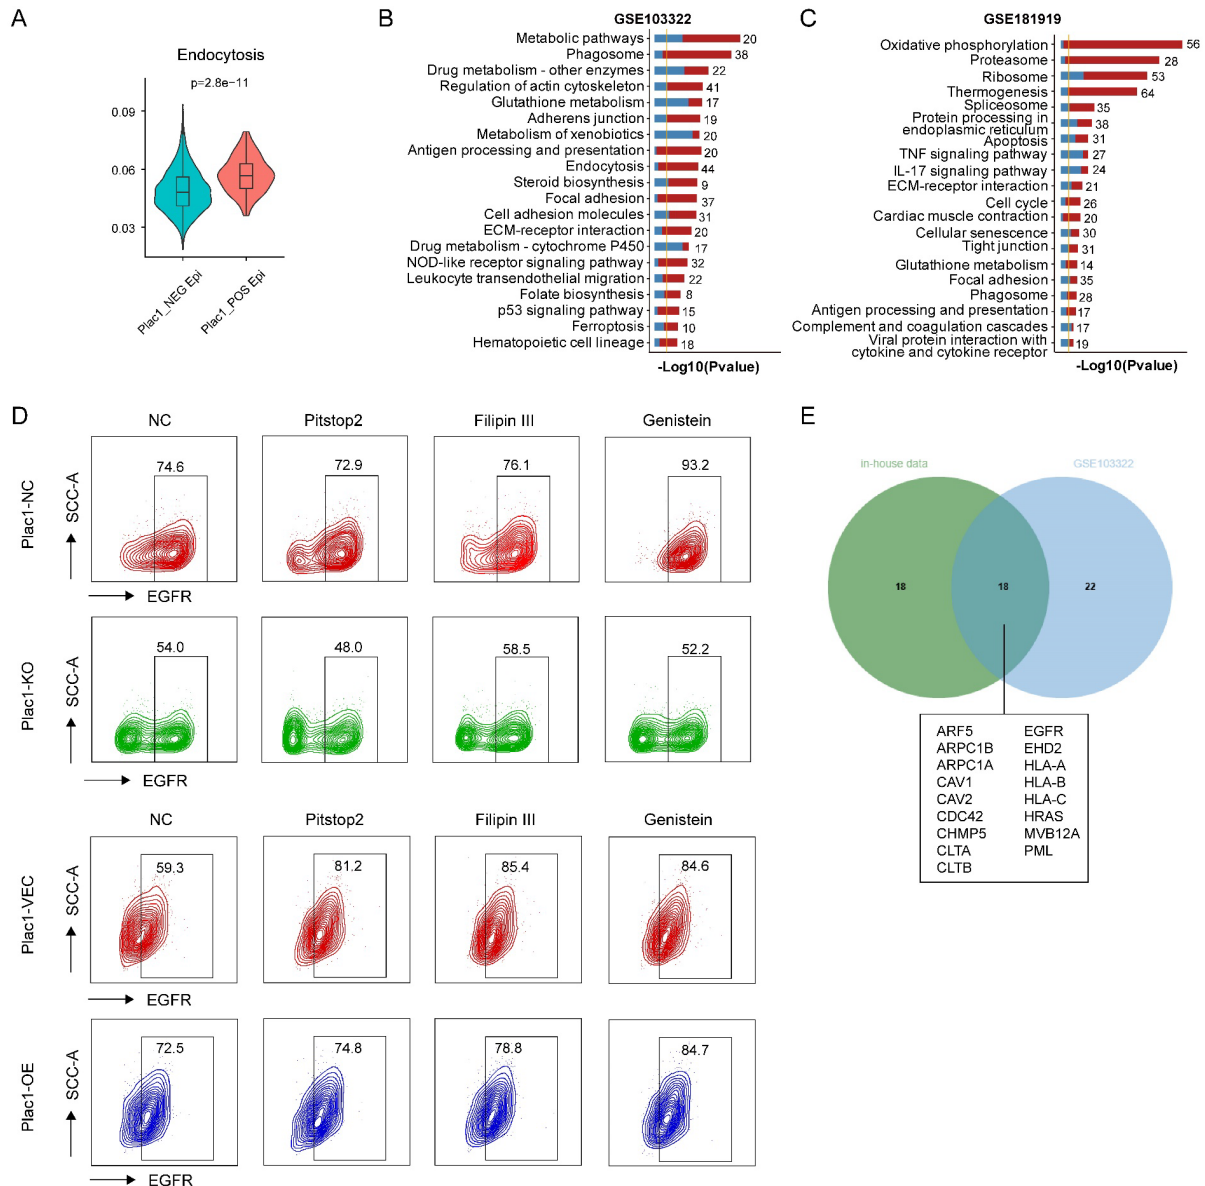 A
Endocytosis
p=2.8e−11
0.09
0.06
0.03
Plac1_NEG Epi
Plac1_POS Epi
B
GSE103322
Metabolic pathways 20
Phagosome 38
Drug metabolism - other enzymes 22
Regulation of actin cytoskeleton 41
Glutathione metabolism 17
Adherens junction 19
Metabolism of xenobiotics 20
Antigen processing and presentation 20
Endocytosis 44
Steroid biosynthesis 9
Focal adhesion 37
Cell adhesion molecules 31
ECM-receptor interaction 20
Drug metabolism - cytochrome P450 17
NOD-like receptor signaling pathway 32
Leukocyte transendothelial migration 22
Folate biosynthesis 8
p53 signaling pathway 15
Ferroptosis 10
Hematopoietic cell lineage 18
-Log10(Pvalue)
C
GSE181919
Oxidative phosphorylation 56
Proteasome 28
Ribosome 53
Thermogenesis 64
Spliceosome 35
Protein processing in
endoplasmic reticulum 38
Apoptosis 31
TNF signaling pathway 27
IL-17 signaling pathway 24
ECM-receptor interaction 21
Cell cycle 26
Cardiac muscle contraction 20
Cellular senescence 30
Tight junction 31
Glutathione metabolism 14
Focal adhesion 35
Phagosome 28
Antigen processing and presentation 17
Complement and coagulation cascades 17
Viral protein interaction with
cytokine and cytokine receptor 19
-Log10(Pvalue)
D
NC Pitstop2 Filipin III Genistein
Plac1-NC
SCC-A
74.6 72.9 76.1 93.2
EGFR
Plac1-KO
SCC-A
54.0 48.0 58.5 52.2
EGFR
NC Pitstop2 Filipin III Genistein
Plac1-VEC
SCC-A
59.3 81.2 85.4 84.6
EGFR
Plac1-OE
SCC-A
72.5 74.8 78.8 84.7
EGFR
E
in-house data
GSE103322
18 18 22
ARF5 EGFR
ARPC1B EHD2
ARPC1A HLA-A
CAV1 HLA-B
CAV2 HLA-C
CDC42 HRAS
CHMP5 MVB12A
CLTA PML
CLTB